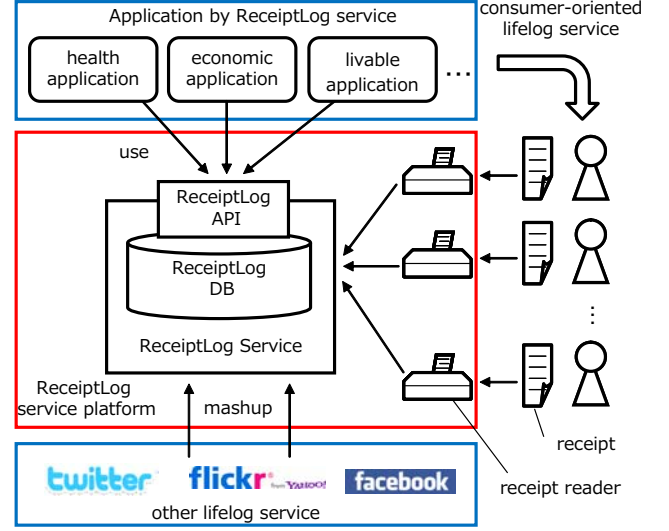 Application by ReceiptLog service
consumer-oriented
lifelog service
health
application
economic
application
livable
application
...
use
ReceiptLog
API
ReceiptLog
DB
ReceiptLog Service
...
ReceiptLog
service platform
mashup
receipt
receipt reader
twitter
flickr from YAHOO!
facebook
other lifelog service